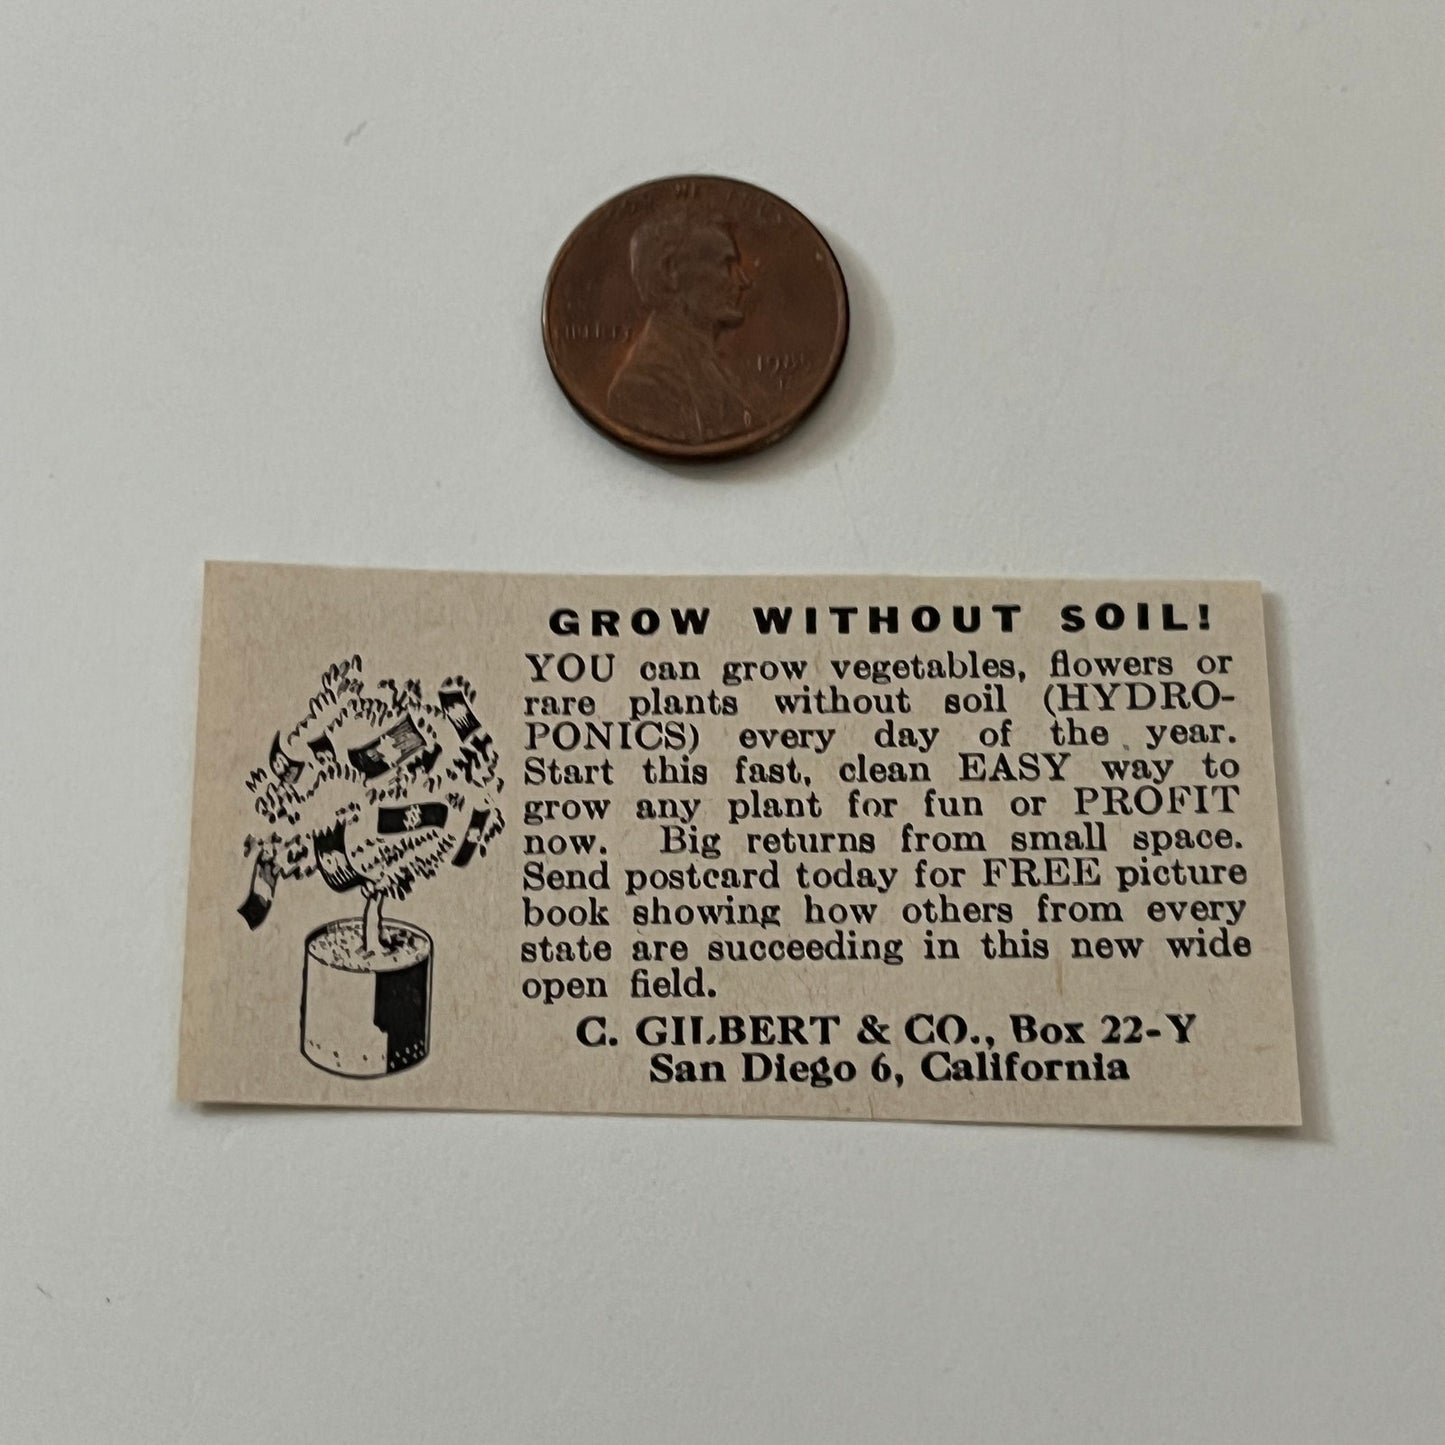 LIBERTY
GROW WITHOUT SOIL!
YOU can grow vegetables, flowers or
rare plants without soil (HYDRO-
PONICS) every day of the year.
Start this fast, clean EASY way to
grow any plant for fun or PROFIT
now. Big returns from small space.
Send postcard today for FREE picture
book showing how others from every
state are succeeding in this new wide
open field.
C. GILBERT & CO., Box 22-Y
San Diego 6, California